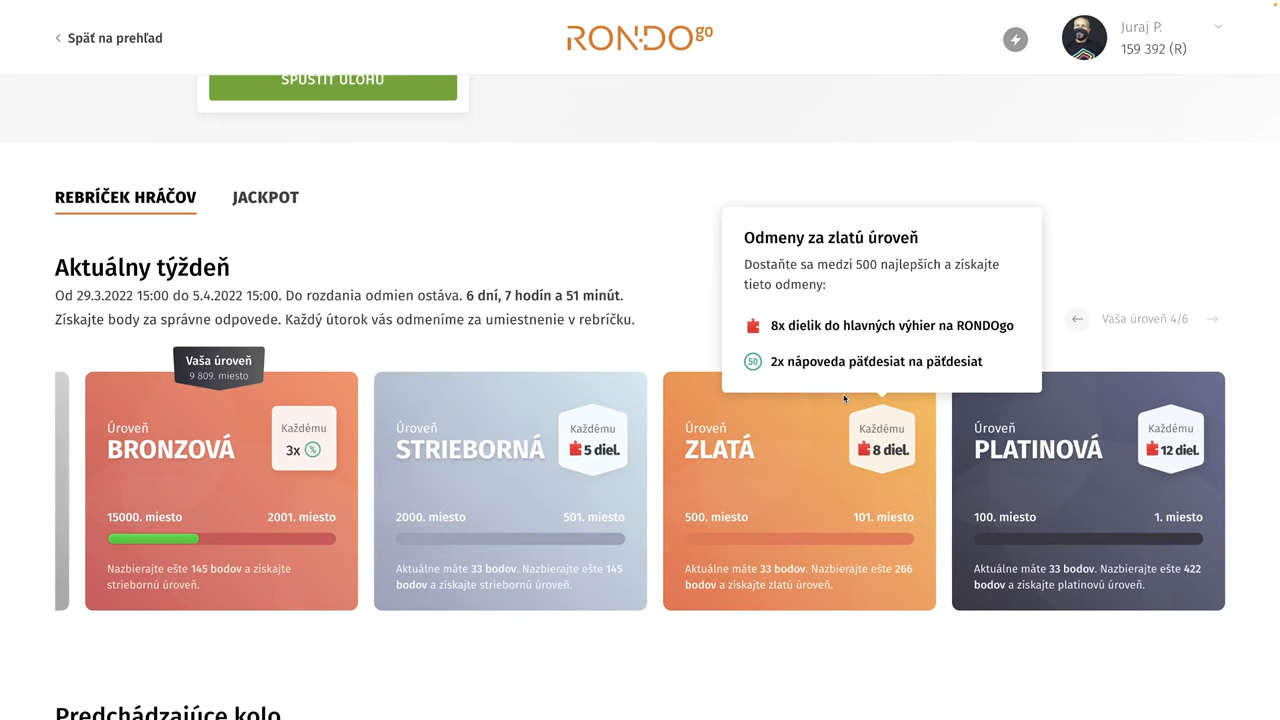 Späť na prehľad
RONDO go
Juraj P.
159 392 (R)
SPUSTIŤ ÚLOHU
REBRÍČEK HRÁČOV
JACKPOT
Aktuálny týždeň
Od 29.3.2022 15:00 do 5.4.2022 15:00. Do rozdania odmien ostáva. 6 dní, 7 hodín a 51 minút.
Získajte body za správne odpovede. Každý útorok vás odmeníme za umiestnenie v rebríčku.
Odmeny za zlatú úroveň
Dostaňte sa medzi 500 najlepších a získajte
tieto odmeny:
8x dielik do hlavných výhier na RONDOgo
50
2x nápoveda päťdesiat na päťdesiat
Vaša úroveň 4/6
Vaša úroveň
9 809. miesto
Úroveň
BRONZOVÁ
Každému
3x %
15000. miesto
2001. miesto
Nazbierajte ešte 145 bodov a získajte
striebornú úroveň.
Úroveň
STRIEBORNÁ
Každému
5 diel.
2000. miesto
501. miesto
Aktuálne máte 33 bodov. Nazbierajte ešte 145
bodov a získajte striebornú úroveň.
Úroveň
ZLATÁ
Každému
8 diel.
500. miesto
101. miesto
Aktuálne máte 33 bodov. Nazbierajte ešte 266
bodov a získajte zlatú úroveň.
Úroveň
PLATINOVÁ
Každému
12 diel.
100. miesto
1. miesto
Aktuálne máte 33 bodov. Nazbierajte ešte 422
bodov a získajte platinovú úroveň.
Predchádzajúce kolo